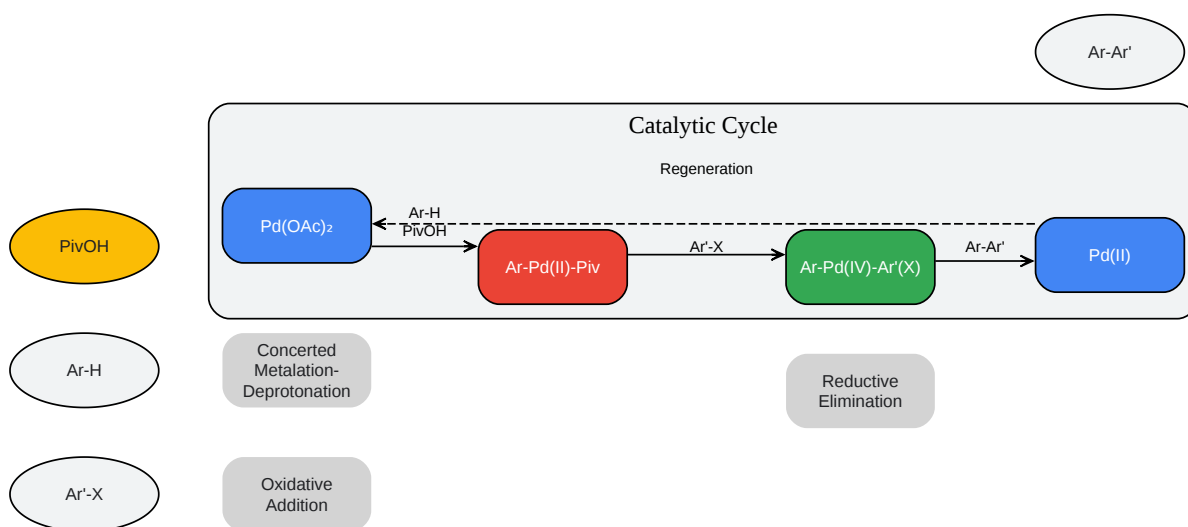 Ar-Ar'
Catalytic Cycle
Regeneration
Pd(OAc)₂
Ar-H
PivOH
PivOH
Ar-Pd(II)-Piv
Ar'-X
Ar-Pd(IV)-Ar'(X)
Ar-Ar'
Pd(II)
Ar-H
Concerted
Metalation-
Deprotonation
Reductive
Elimination
Ar'-X
Oxidative
Addition